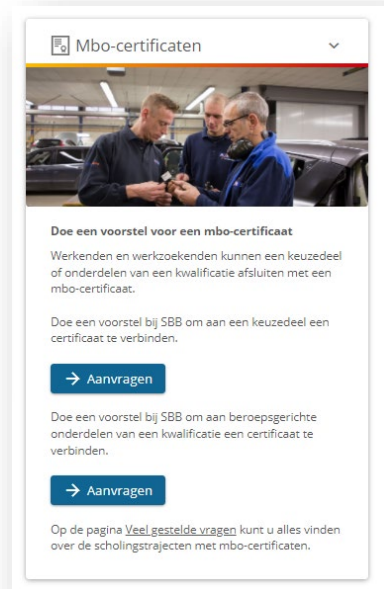 Mbo-certificaten
Doe een voorstel voor een mbo-certificaat
Werkenden en werkzoekenden kunnen een keuzedeel
of onderdelen van een kwalificatie afsluiten met een
mbo-certificaat.
Doe een voorstel bij SBB om aan een keuzedeel een
certificaat te verbinden.
→ Aanvragen
Doe een voorstel bij SBB om aan beroepsgerichte
onderdelen van een kwalificatie een certificaat te
verbinden.
→ Aanvragen
Op de pagina Veel gestelde vragen kunt u alles vinden
over de scholingstrajecten met mbo-certificaten.